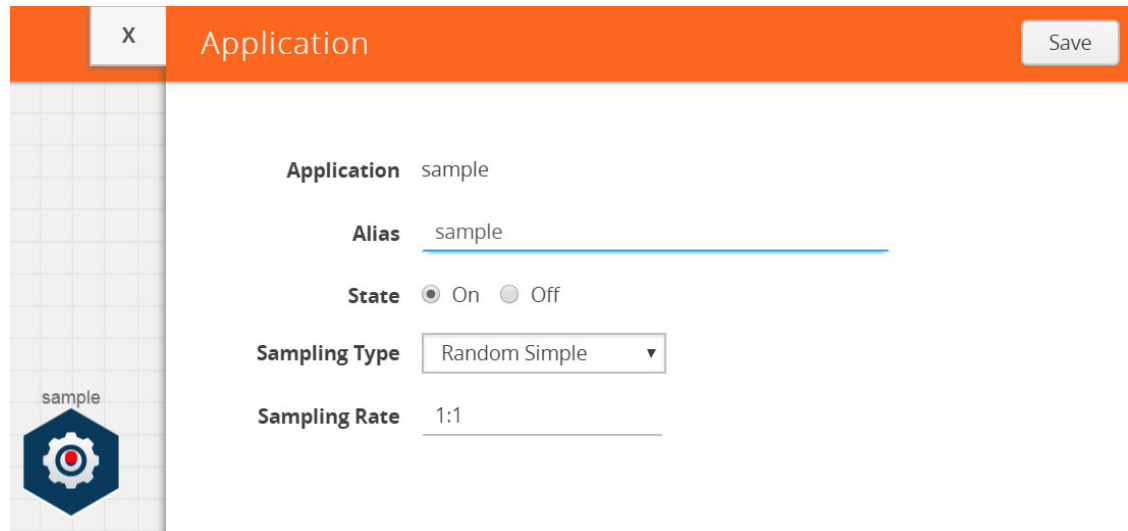 X Application Save
Application sample
Alias sample
State On Off
Sampling Type Random Simple
Sampling Rate 1:1
sample